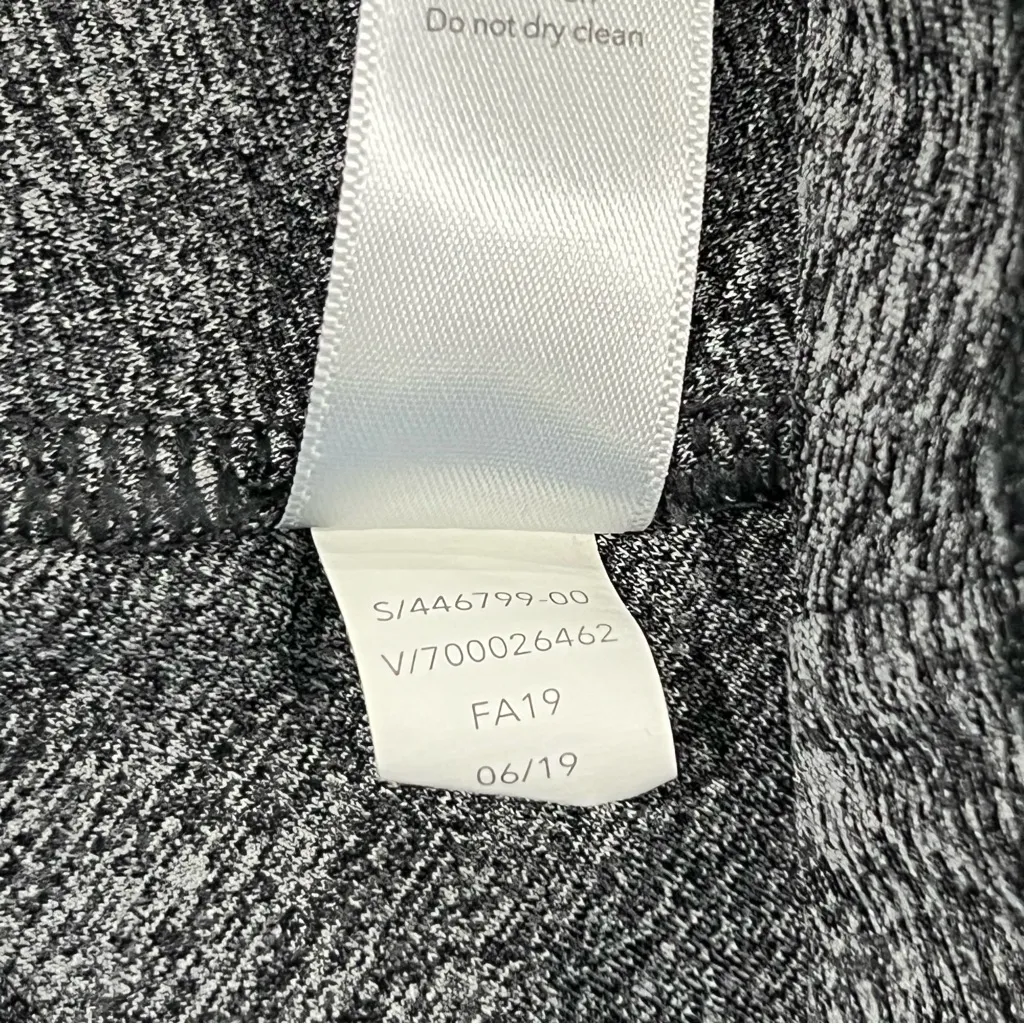 Do not dry clean
S/446799-00
V/700026462
FA19
06/19